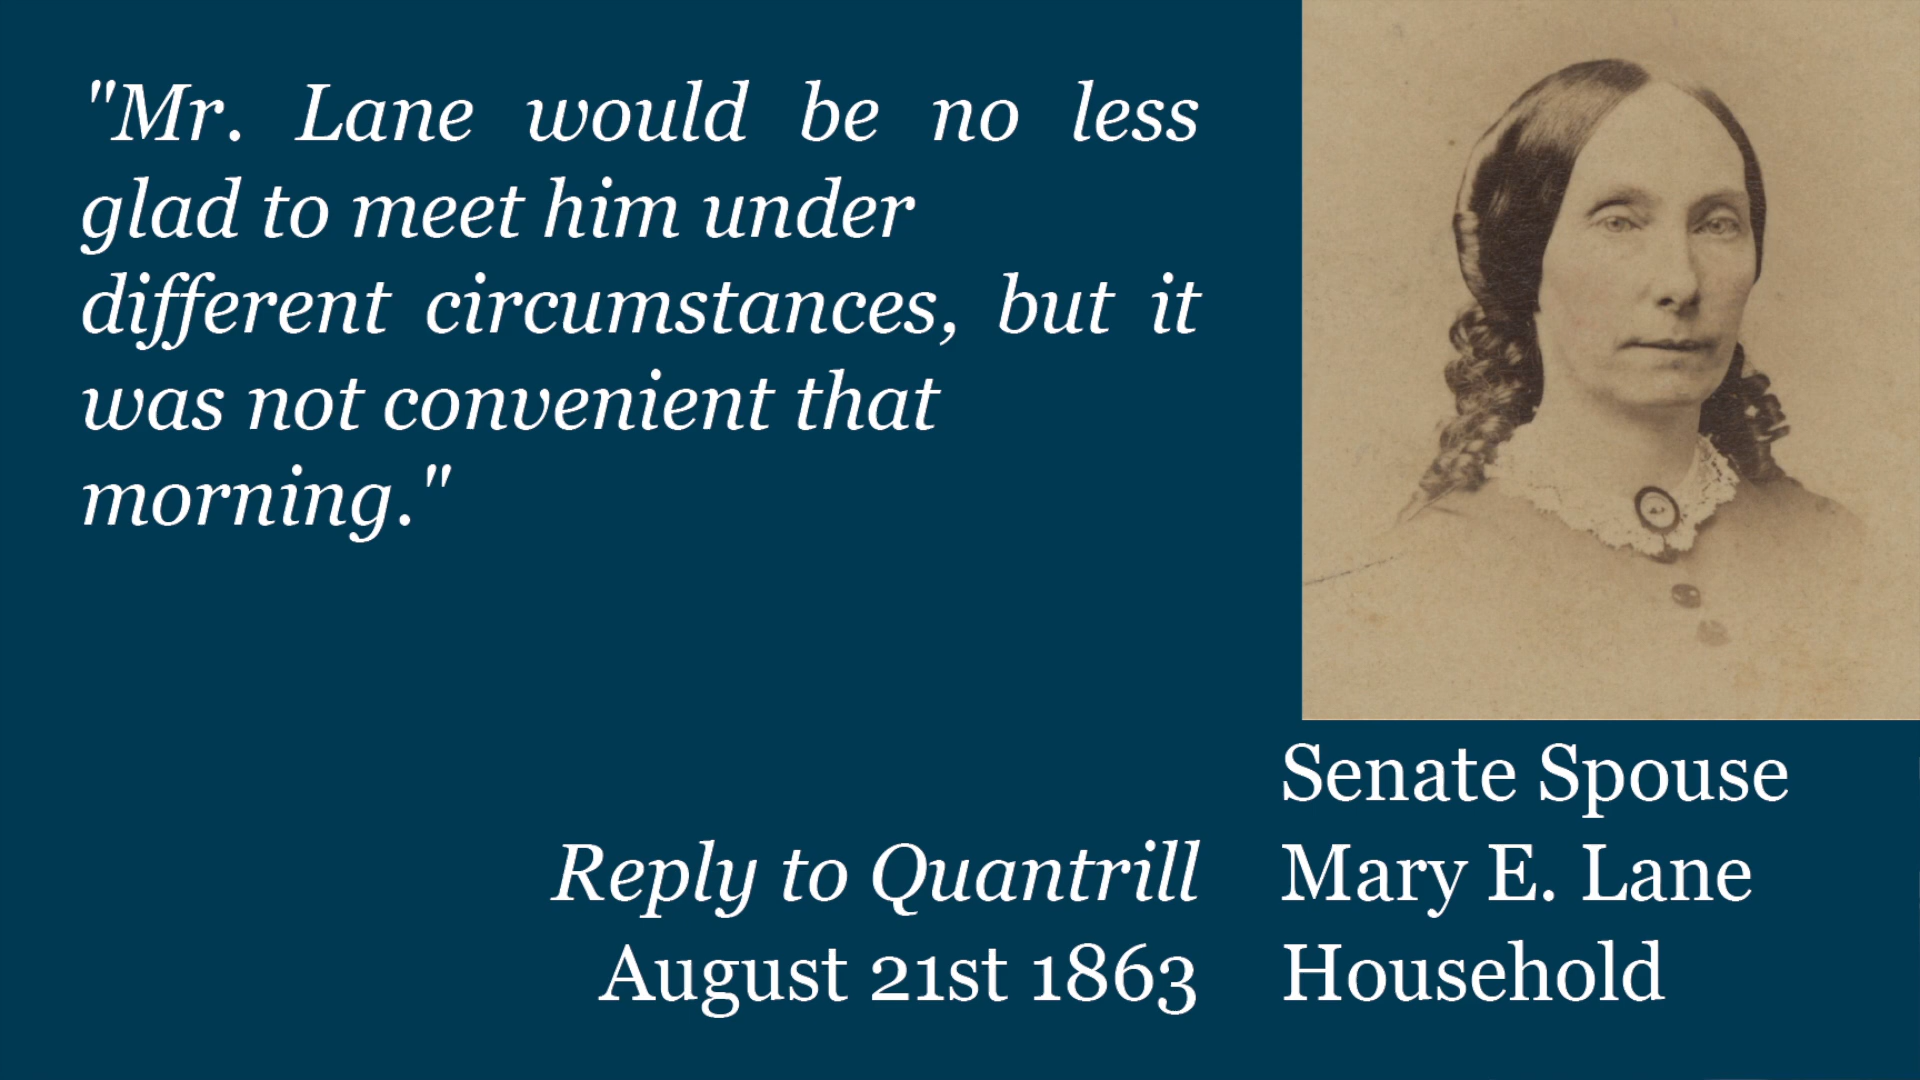 "Mr. Lane would be no less
glad to meet him under
different circumstances, but it
was not convenient that
morning."
Reply to Quantrill
August 21st 1863
Senate Spouse
Mary E. Lane
Household